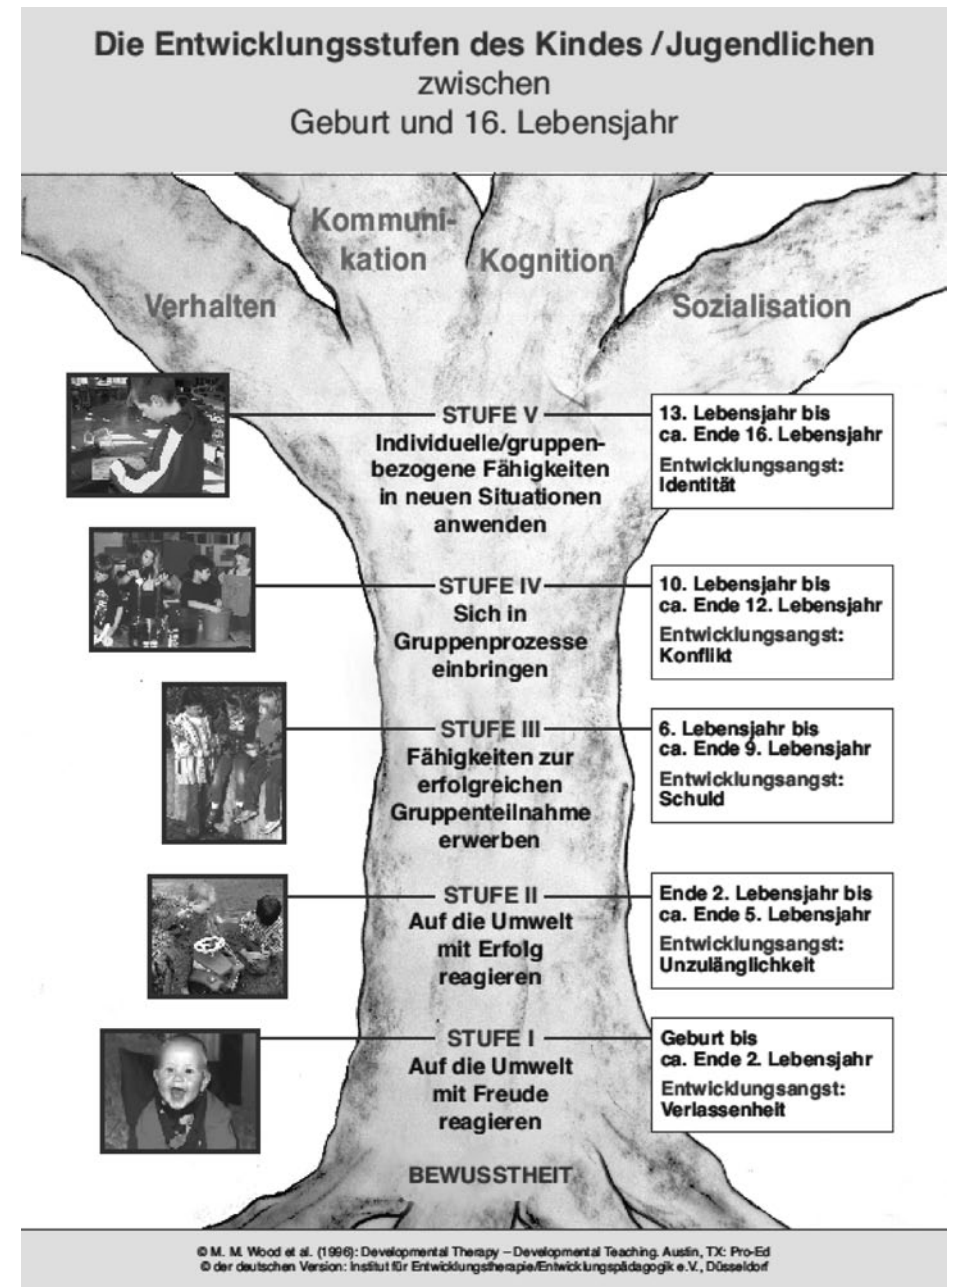 Die Entwicklungsstufen des Kindes /Jugendlichen
zwischen
Geburt und 16. Lebensjahr
Kommuni-
kation
Kognition
Verhalten
Sozialisation
STUFE V
Individuelle/gruppen-
bezogene Fähigkeiten
in neuen Situationen
anwenden
13. Lebensjahr bis
ca. Ende 16. Lebensjahr
Entwicklungsangst:
Identität
STUFE IV
Sich in
Gruppenprozesse
einbringen
10. Lebensjahr bis
ca. Ende 12. Lebensjahr
Entwicklungsangst:
Konflikt
STUFE III
Fähigkeiten zur
erfolgreichen
Gruppenteilnahme
erwerben
6. Lebensjahr bis
ca. Ende 9. Lebensjahr
Entwicklungsangst:
Schuld
STUFE II
Auf die Umwelt
mit Erfolg
reagieren
Ende 2. Lebensjahr bis
ca. Ende 5. Lebensjahr
Entwicklungsangst:
Unzulänglichkeit
STUFE I
Auf die Umwelt
mit Freude
reagieren
Geburt bis
ca. Ende 2. Lebensjahr
Entwicklungsangst:
Verlassenheit
BEWUSSTHEIT
© M. M. Wood et al. (1996): Developmental Therapy – Developmental Teaching. Austin, TX: Pro-Ed
© der deutschen Version: Institut für Entwicklungstherapie/Entwicklungspädagogik e.V., Düsseldorf